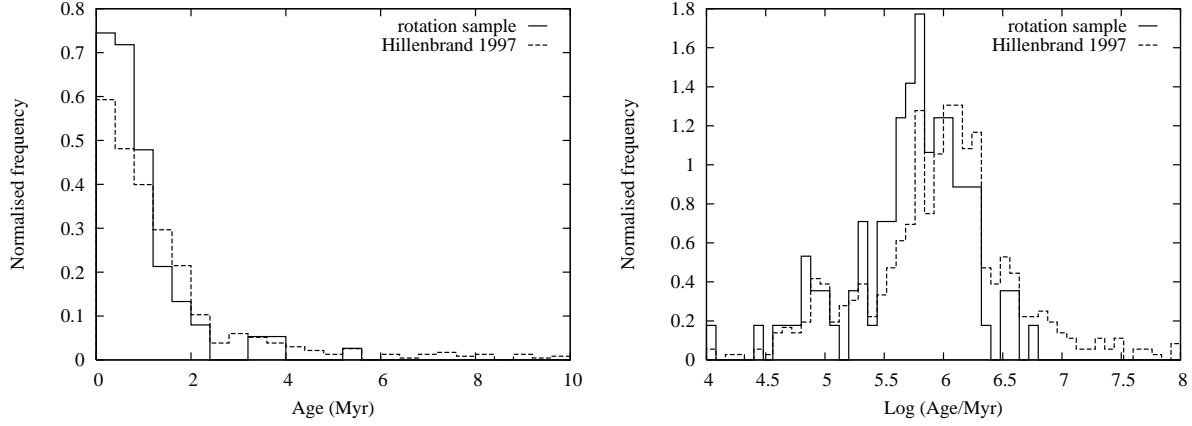 0.8
0.7
0.6
0.5
0.4
0.3
0.2
0.1
0
0 2 4 6 8 10
Normalised frequency
Age (Myr)
rotation sample
Hillenbrand 1997
1.8
1.6
1.4
1.2
1
0.8
0.6
0.4
0.2
0
4 4.5 5 5.5 6 6.5 7 7.5 8
Normalised frequency
Log (Age/Myr)
rotation sample
Hillenbrand 1997